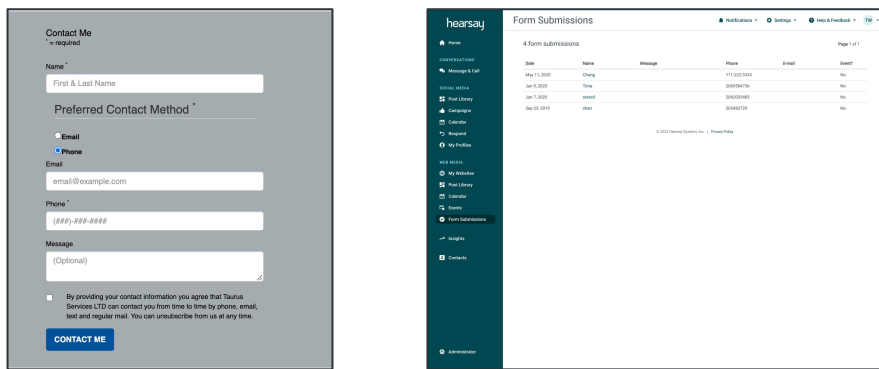 Contact Me
* = required
Name *
First & Last Name
Preferred Contact Method *
Email
Phone
Email
email@example.com
Phone *
(###)-###-####
Message
(Optional)
By providing your contact information you agree that Taurus
Services LTD can contact you from time to time by phone, email,
text and regular mail. You can unsubscribe from us at any time.
CONTACT ME
hearsay
Home
CONVERSATIONS
Message & Call
SOCIAL MEDIA
Post Library
Campaigns
Calendar
Respond
My Profiles
WEB MEDIA
My Websites
Post Library
Calendar
Events
Form Submissions
Insights
Contacts
Administrator
Form Submissions
Notifications
Settings
Help & Feedback
TW
4 form submissions
Page 1 of 1
Date Name Message Phone E-mail Event?
May 11, 2020 Chung 111-222-3333 No
Jan 9, 2020 Time 2069384736 No
Jan 7, 2020 2062035482 No
Sep 25, 2019 shan 205483729 No
© 2022 Hearsay Systems, Inc. | Privacy Policy